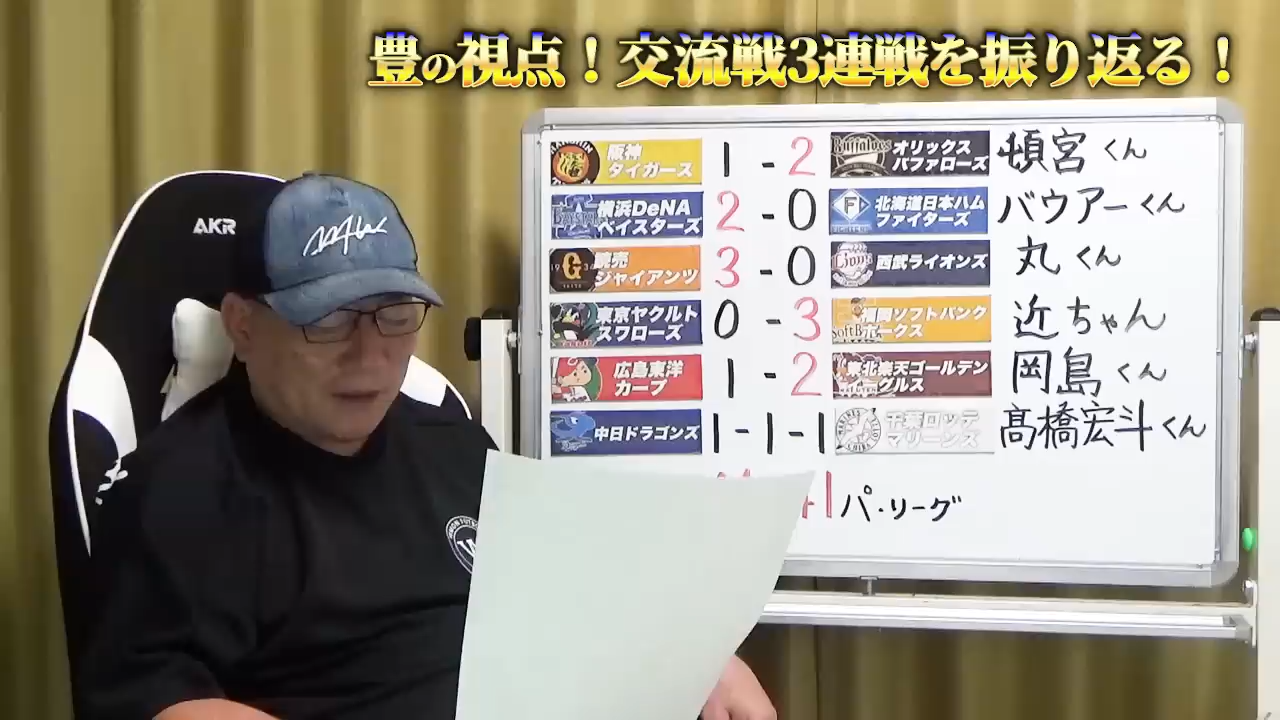 豊の視点！交流戦3連戦を振り返る！
AKR
阪神タイガース 1 - 2 Buffaloes オリックスバファローズ 頓宮くん
横浜DeNAベイスターズ 2 - 0 F FIGHTERS 北海道日本ハムファイターズ バウアーくん
G 読売ジャイアンツ 3 - 0 Lions 西武ライオンズ 丸くん
東京ヤクルトスワローズ 0 - 3 SoftB 福岡ソフトバンクホークス 近ちゃん
広島東洋カープ 1 - 2 東北楽天ゴールデンイーグルス 岡島くん
中日ドラゴンズ 1 - 1 - 1 千葉ロッテマリーンズ 髙橋宏斗くん
パ・リーグ